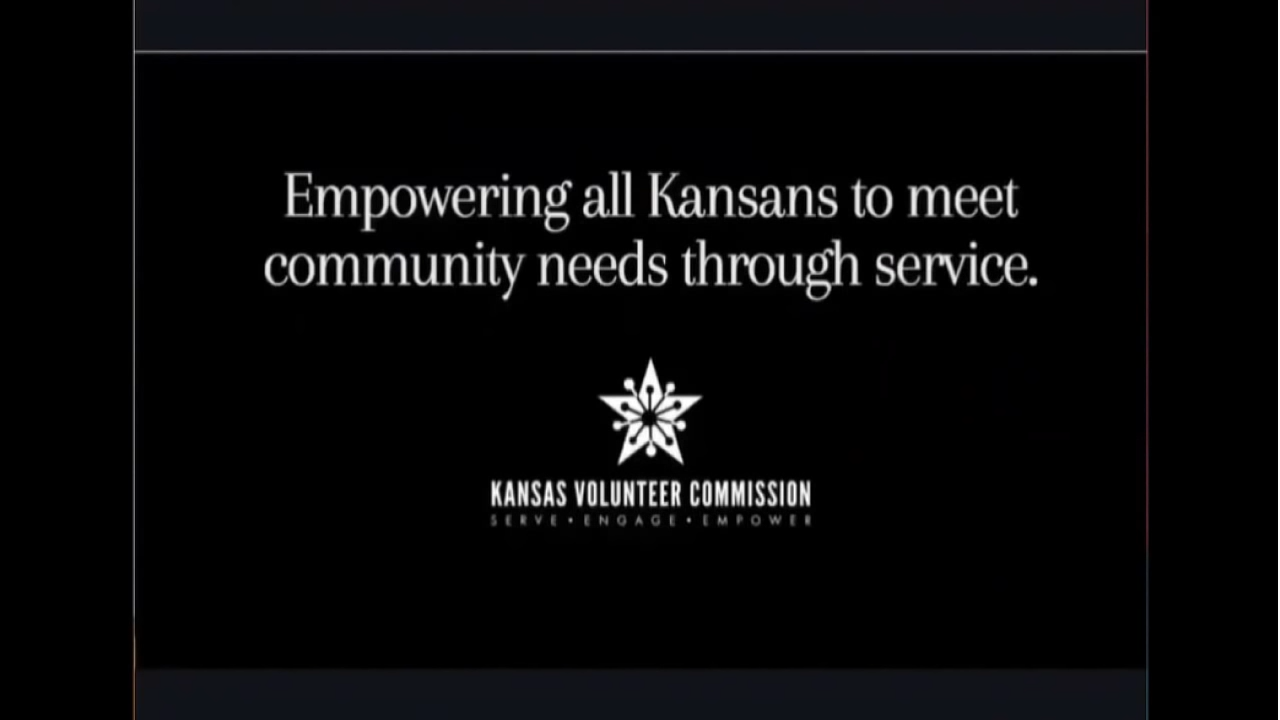 Empowering all Kansans to meet
community needs through service.
KANSAS VOLUNTEER COMMISSION
SERVE • ENGAGE • EMPOWER